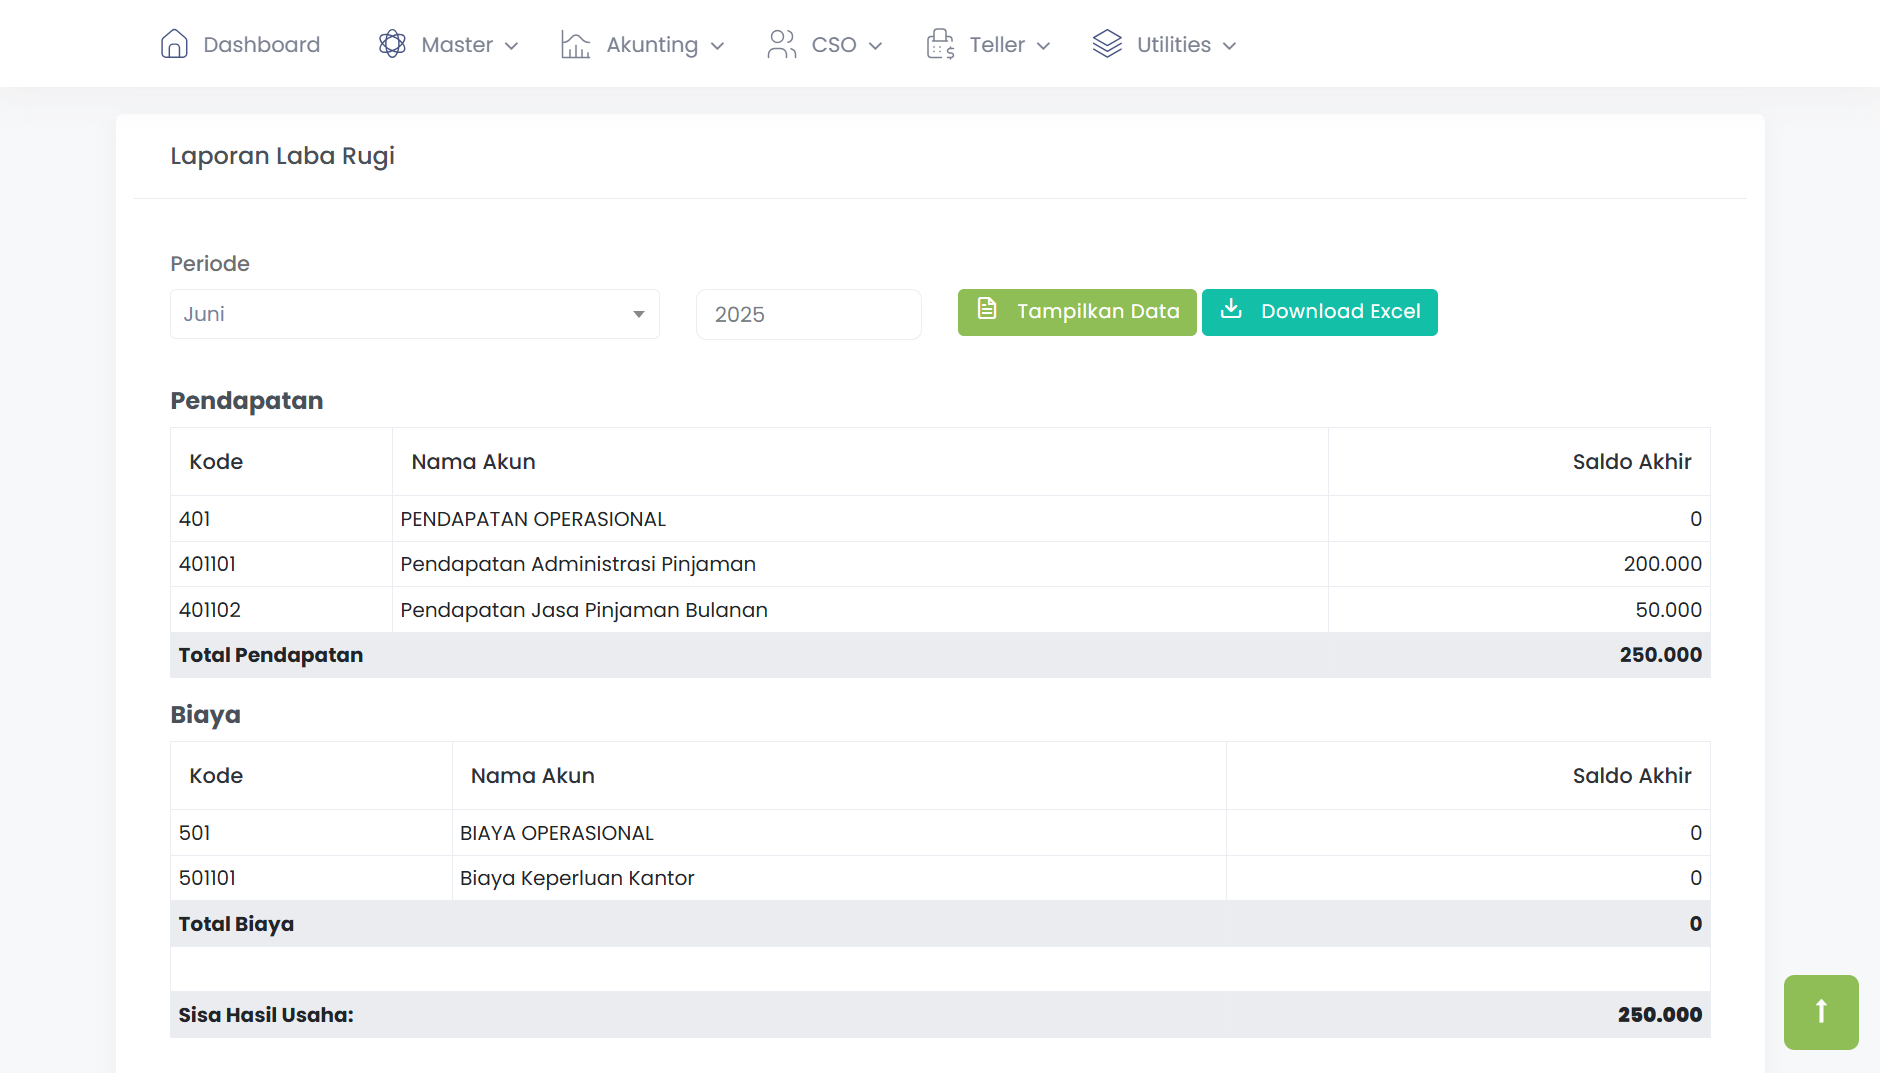 Dashboard Master Akunting CSO Teller Utilities
Laporan Laba Rugi
Periode
Juni 2025 Tampilkan Data Download Excel
Pendapatan
Kode Nama Akun Saldo Akhir
401 PENDAPATAN OPERASIONAL 0
401101 Pendapatan Administrasi Pinjaman 200.000
401102 Pendapatan Jasa Pinjaman Bulanan 50.000
Total Pendapatan 250.000
Biaya
Kode Nama Akun Saldo Akhir
501 BIAYA OPERASIONAL 0
501101 Biaya Keperluan Kantor 0
Total Biaya 0
Sisa Hasil Usaha: 250.000